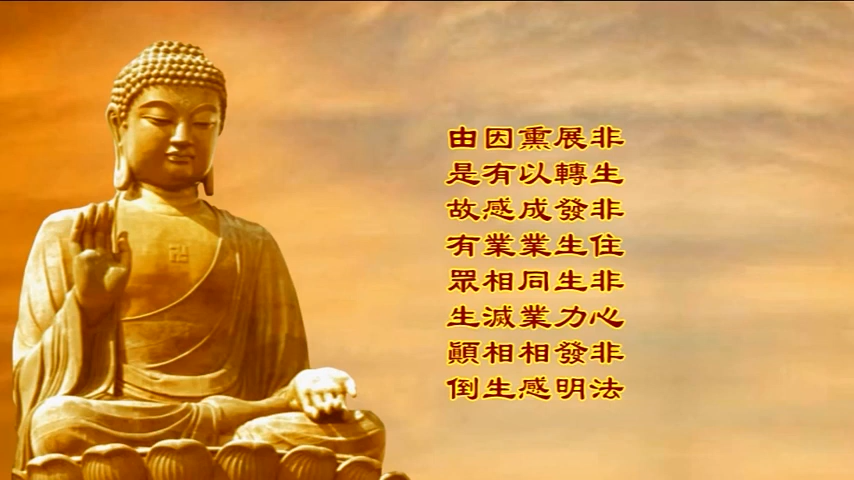 非生非住非心非法
展轉發生生力發明
熏以成業同業相感
因有感業相滅相生
由是故有眾生顛倒